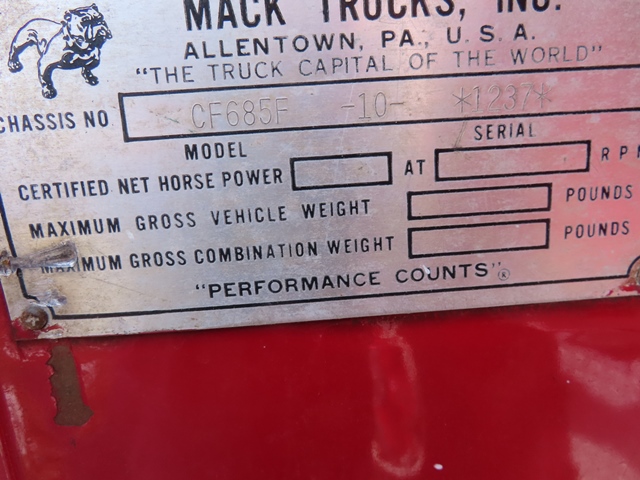 MACK TRUCKS, INC.
ALLENTOWN, PA., U.S.A.
"THE TRUCK CAPITAL OF THE WORLD"
CHASSIS NO CF685F -10- *1237*
MODEL SERIAL
CERTIFIED NET HORSE POWER AT RPM
MAXIMUM GROSS VEHICLE WEIGHT POUNDS
MAXIMUM GROSS COMBINATION WEIGHT POUNDS
"PERFORMANCE COUNTS"®